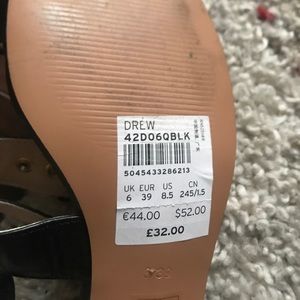 DREW
42D06QBLK
5045433286213
UK EUR US CN
6 39 8.5 245/1.5
€44.00 $52.00
£32.00